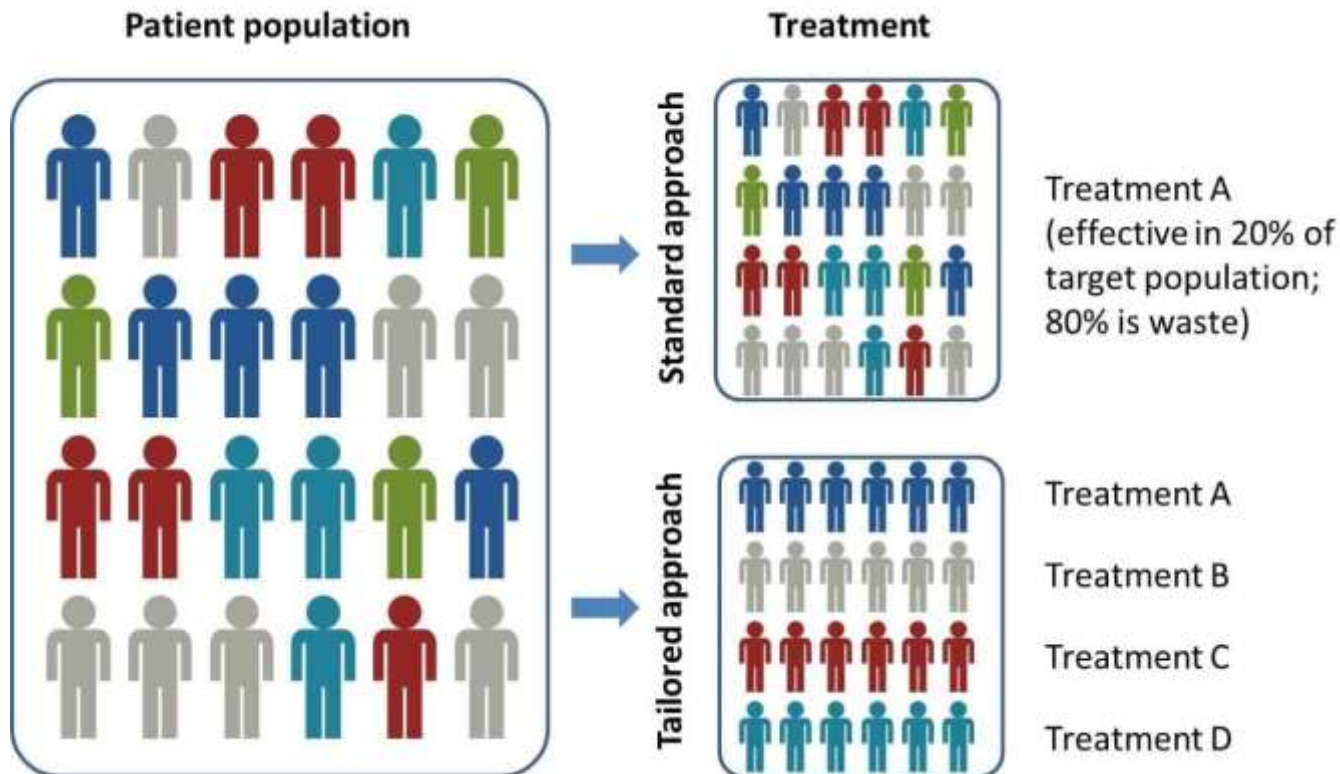 Patient population
Treatment
Standard approach
Treatment A
(effective in 20% of
target population;
80% is waste)
Tailored approach
Treatment A
Treatment B
Treatment C
Treatment D